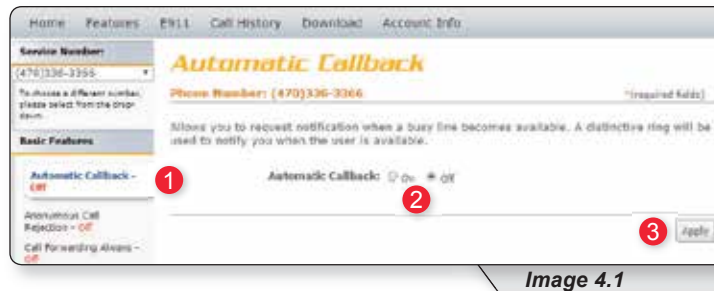 Home Features E911 Call History Download Account Info
Service Number:
(470)336-3366
To choose a different number, please select from the drop-down.
Basic Features
Automatic Callback - Off
Anonymous Call Rejection - Off
Call Forwarding Always - Off
Automatic Callback
Phone Number: (470)336-3366
*(required fields)
Allows you to request notification when a busy line becomes available. A distinctive ring will be
used to notify you when the user is available.
Automatic Callback: On Off
1
2
3
Apply
Image 4.1